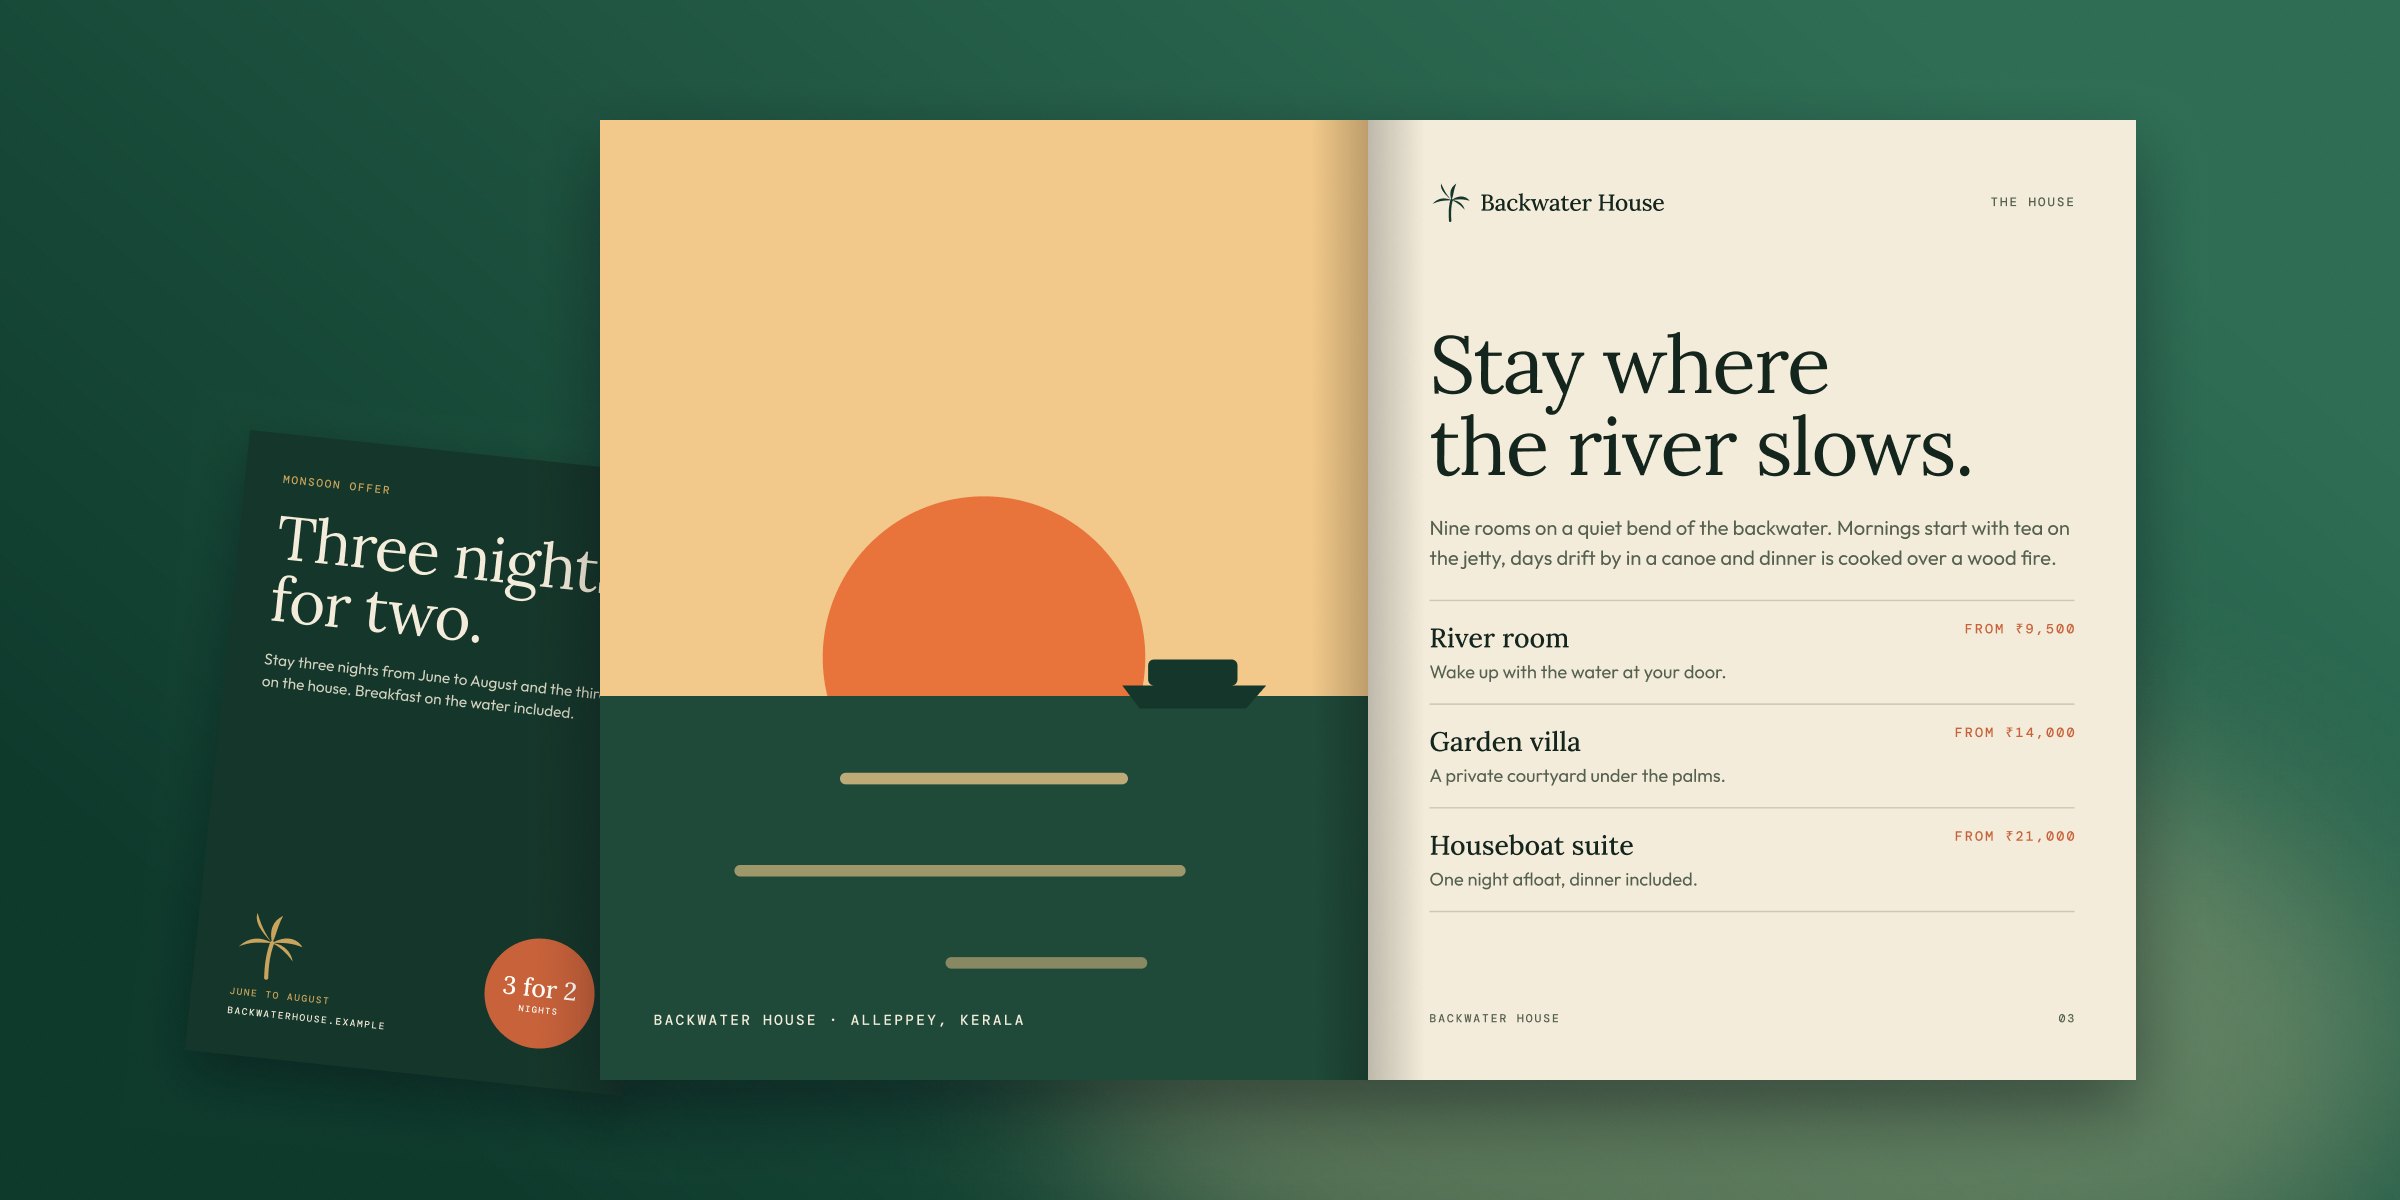 MONSOON OFFER
Three nights
for two.
Stay three nights from June to August and the
on the house. Breakfast on the water included.
JUNE TO AUGUST
BACKWATERHOUSE.EXAMPLE
3 for 2
NIGHTS
BACKWATER HOUSE · ALLEPPEY, KERALA
Backwater House
THE HOUSE
Stay where
the river slows.
Nine rooms on a quiet bend of the backwater. Mornings start with tea on
the jetty, days drift by in a canoe and dinner is cooked over a wood fire.
River room
FROM ₹9,500
Wake up with the water at your door.
Garden villa
FROM ₹14,000
A private courtyard under the palms.
Houseboat suite
FROM ₹21,000
One night afloat, dinner included.
BACKWATER HOUSE
03